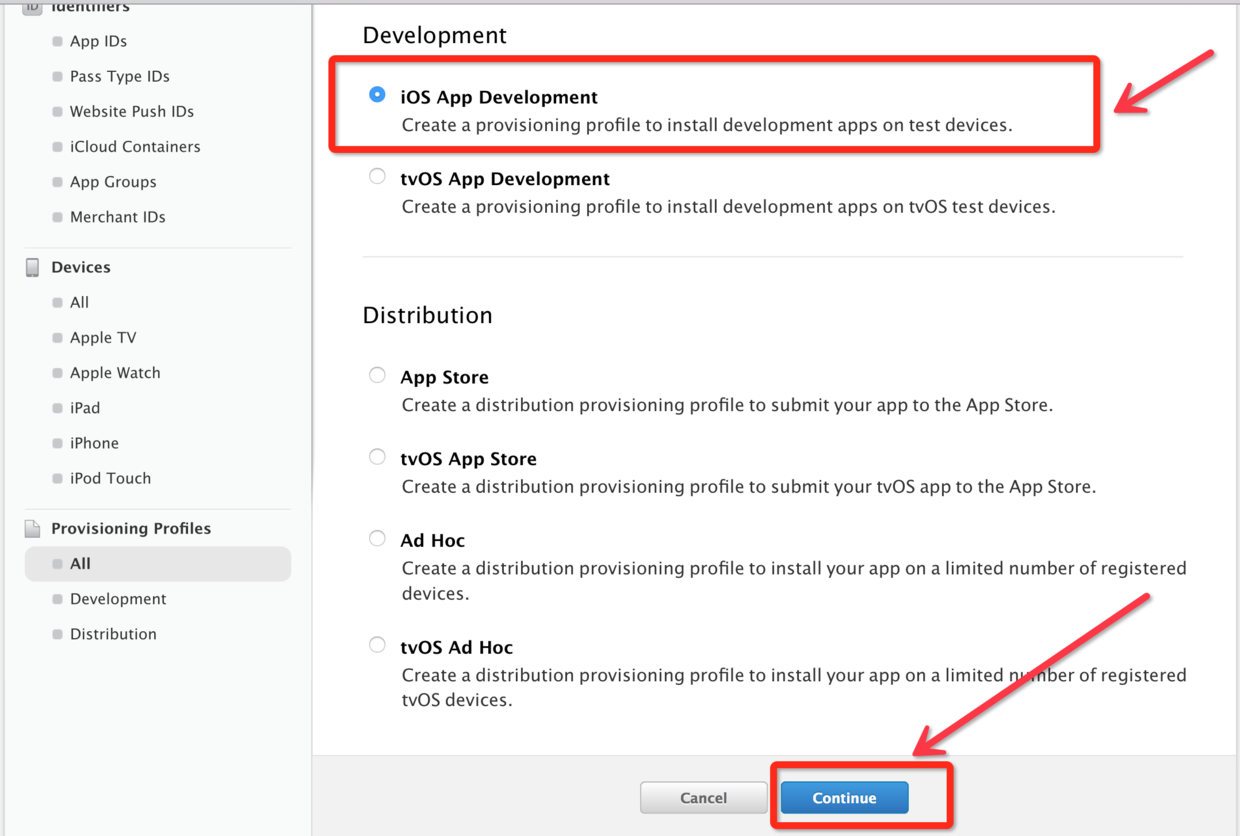 ID Identifiers
App IDs
Pass Type IDs
Website Push IDs
iCloud Containers
App Groups
Merchant IDs
Devices
All
Apple TV
Apple Watch
iPad
iPhone
iPod Touch
Provisioning Profiles
All
Development
Distribution
Development
iOS App Development
Create a provisioning profile to install development apps on test devices.
tvOS App Development
Create a provisioning profile to install development apps on tvOS test devices.
Distribution
App Store
Create a distribution provisioning profile to submit your app to the App Store.
tvOS App Store
Create a distribution provisioning profile to submit your tvOS app to the App Store.
Ad Hoc
Create a distribution provisioning profile to install your app on a limited number of registered
devices.
tvOS Ad Hoc
Create a distribution provisioning profile to install your app on a limited number of registered
tvOS devices.
Cancel
Continue